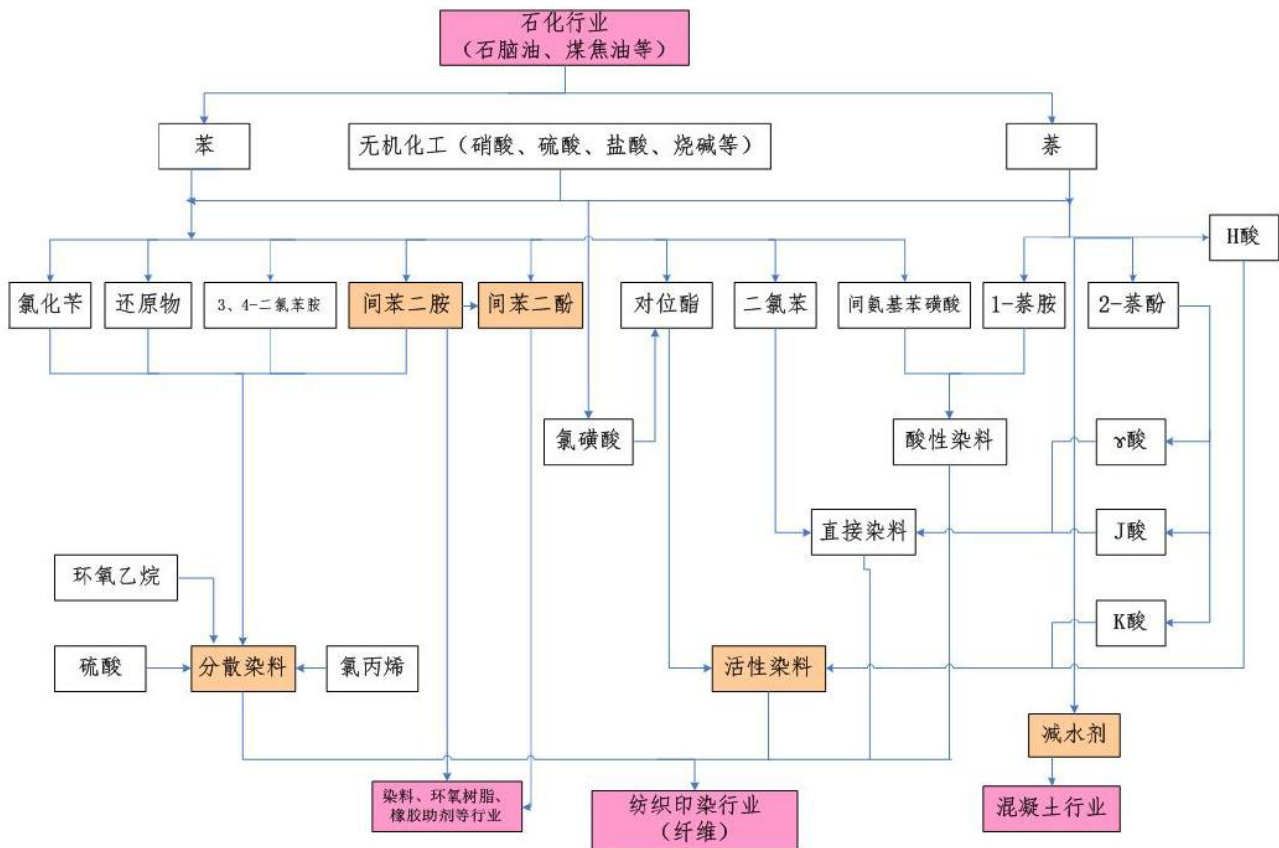 石化行业
（石脑油、煤焦油等）
苯
无机化工（硝酸、硫酸、盐酸、烧碱等）
萘
H酸
氯化苄
还原物
3、4-二氯苯胺
间苯二胺
间苯二酚
对位酯
二氯苯
间氨基苯磺酸
1-萘胺
2-萘酚
氯磺酸
酸性染料
ɤ酸
直接染料
J酸
环氧乙烷
K酸
硫酸
分散染料
氯丙烯
活性染料
减水剂
染料、环氧树脂、
橡胶助剂等行业
纺织印染行业
（纤维）
混凝土行业